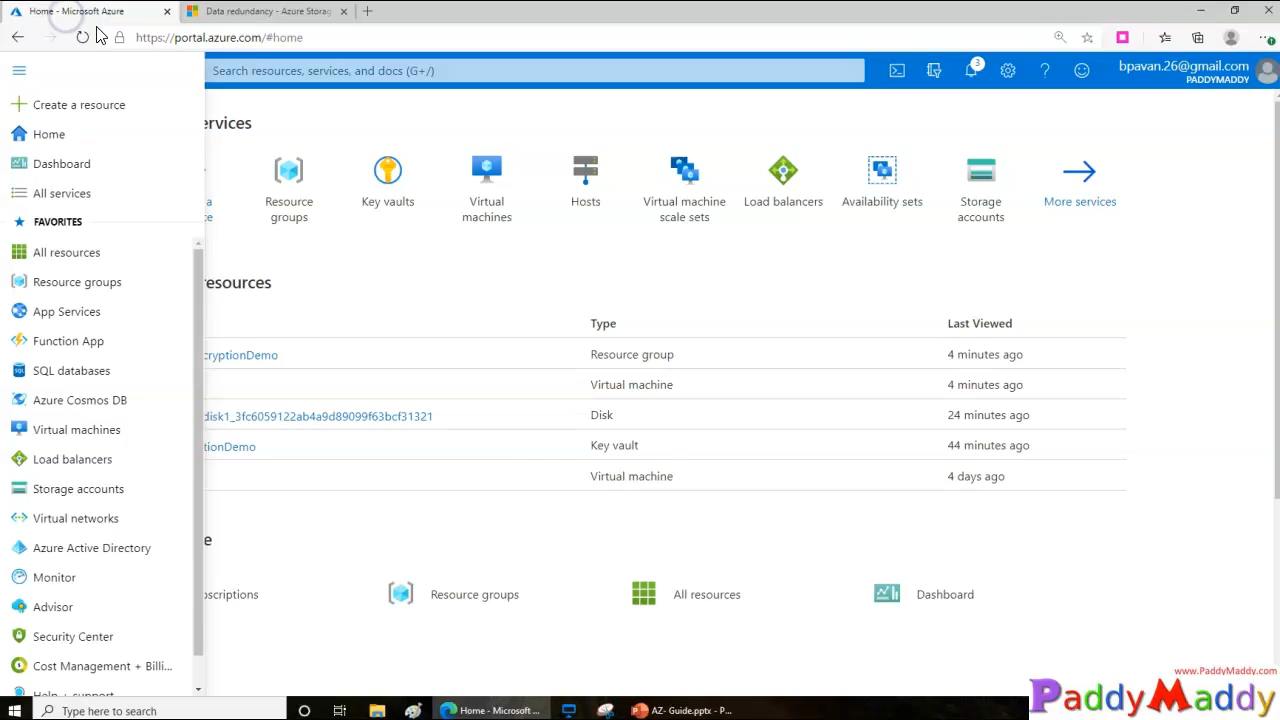 Home - Microsoft Azure
Data redundancy - Azure Storag
https://portal.azure.com/#home
Search resources, services, and docs (G+/)
3
bpavan.26@gmail.com
PADDYMADDY
Create a resource
Home
Dashboard
All services
FAVORITES
All resources
Resource groups
App Services
Function App
SQL databases
Azure Cosmos DB
Virtual machines
Load balancers
Storage accounts
Virtual networks
Azure Active Directory
Monitor
Advisor
Security Center
Cost Management + Billi...
Help + support
ervices
a
ce
Resource
groups
Key vaults
Virtual
machines
Hosts
Virtual machine
scale sets
Load balancers
Availability sets
Storage
accounts
More services
resources
Type
Last Viewed
cryptionDemo
Resource group
4 minutes ago
Virtual machine
4 minutes ago
disk1_3fc6059122ab4a9d89099f63bcf31321
Disk
24 minutes ago
tionDemo
Key vault
44 minutes ago
Virtual machine
4 days ago
e
oscriptions
Resource groups
All resources
Dashboard
www.PaddyMaddy.com
PaddyMaddy
Type here to search
Home - Microsoft ...
AZ- Guide.pptx - P...